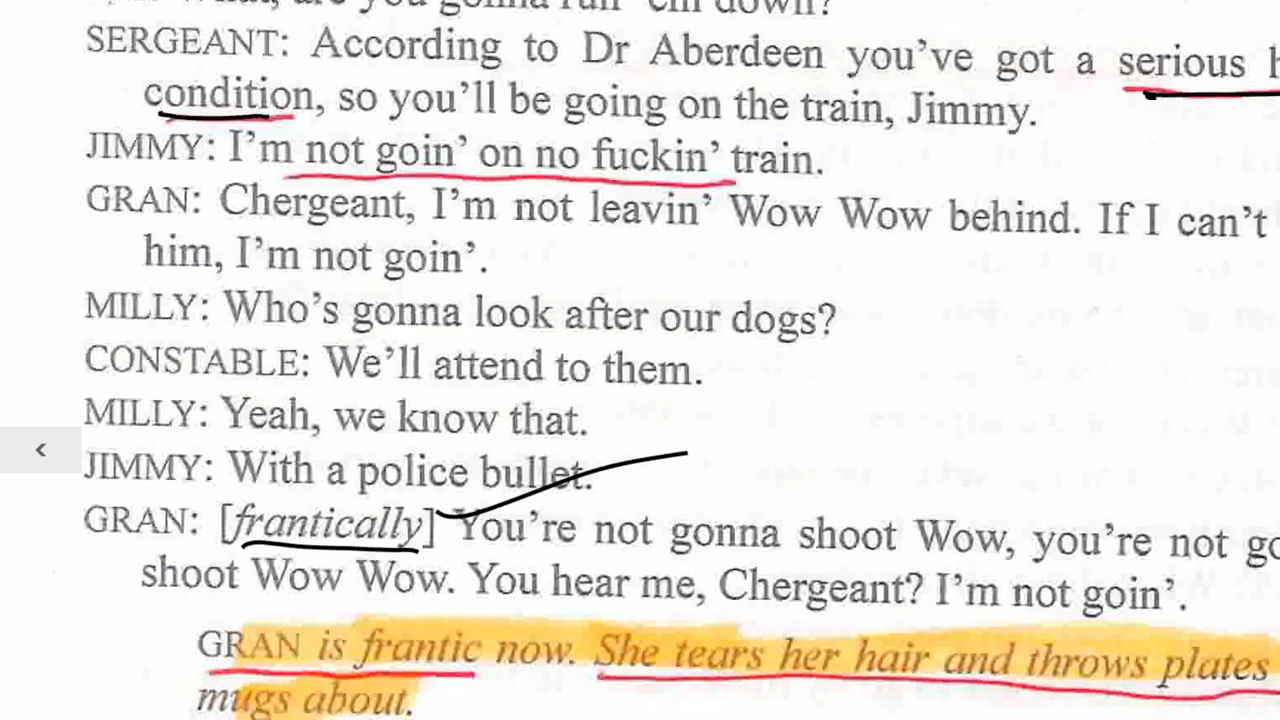 SERGEANT: According to Dr Aberdeen you've got a serious
condition, so you'll be going on the train, Jimmy.
JIMMY: I'm not goin' on no fuckin' train.
GRAN: Chergeant, I'm not leavin' Wow Wow behind. If I can't
him, I'm not goin'.
MILLY: Who's gonna look after our dogs?
CONSTABLE: We'll attend to them.
MILLY: Yeah, we know that.
JIMMY: With a police bullet.
GRAN: [frantically] You're not gonna shoot Wow, you're not
shoot Wow Wow. You hear me, Chergeant? I'm not goin'.
GRAN is frantic now. She tears her hair and throws plates
mugs about.